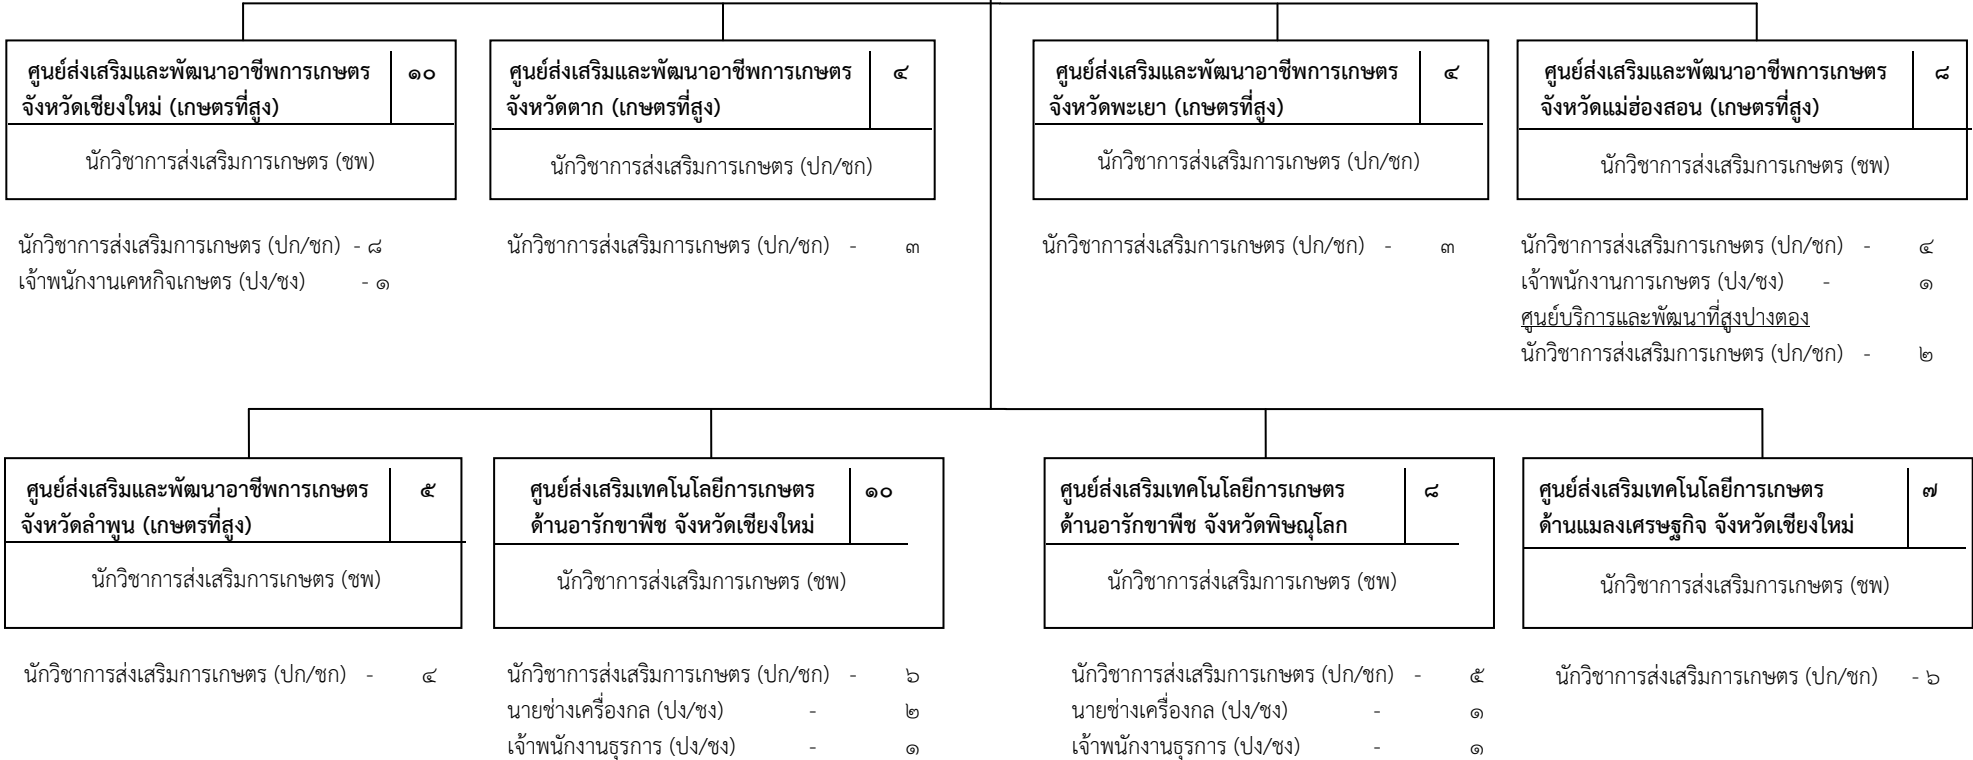 ศูนย์ส่งเสริมและพัฒนาอาชีพการเกษตร ๑๐
จังหวัดเชียงใหม่ (เกษตรที่สูง)
นักวิชาการส่งเสริมการเกษตร (ชพ)
นักวิชาการส่งเสริมการเกษตร (ปก/ชก) - ๘
เจ้าพนักงานเคหกิจเกษตร (ปง/ชง) - ๑
ศูนย์ส่งเสริมและพัฒนาอาชีพการเกษตร ๔
จังหวัดตาก (เกษตรที่สูง)
นักวิชาการส่งเสริมการเกษตร (ปก/ชก)
นักวิชาการส่งเสริมการเกษตร (ปก/ชก) - ๓
ศูนย์ส่งเสริมและพัฒนาอาชีพการเกษตร ๔
จังหวัดพะเยา (เกษตรที่สูง)
นักวิชาการส่งเสริมการเกษตร (ปก/ชก)
นักวิชาการส่งเสริมการเกษตร (ปก/ชก) - ๓
ศูนย์ส่งเสริมและพัฒนาอาชีพการเกษตร ๘
จังหวัดแม่ฮ่องสอน (เกษตรที่สูง)
นักวิชาการส่งเสริมการเกษตร (ชพ)
นักวิชาการส่งเสริมการเกษตร (ปก/ชก) - ๔
เจ้าพนักงานการเกษตร (ปง/ชง) - ๑
ศูนย์บริการและพัฒนาที่สูงปางตอง
นักวิชาการส่งเสริมการเกษตร (ปก/ชก) - ๒
ศูนย์ส่งเสริมและพัฒนาอาชีพการเกษตร ๕
จังหวัดลำพูน (เกษตรที่สูง)
นักวิชาการส่งเสริมการเกษตร (ชพ)
นักวิชาการส่งเสริมการเกษตร (ปก/ชก) - ๔
ศูนย์ส่งเสริมเทคโนโลยีการเกษตร ๑๐
ด้านอารักขาพืช จังหวัดเชียงใหม่
นักวิชาการส่งเสริมการเกษตร (ชพ)
นักวิชาการส่งเสริมการเกษตร (ปก/ชก) - ๖
นายช่างเครื่องกล (ปง/ชง) - ๒
เจ้าพนักงานธุรการ (ปง/ชง) - ๑
ศูนย์ส่งเสริมเทคโนโลยีการเกษตร ๘
ด้านอารักขาพืช จังหวัดพิษณุโลก
นักวิชาการส่งเสริมการเกษตร (ชพ)
นักวิชาการส่งเสริมการเกษตร (ปก/ชก) - ๕
นายช่างเครื่องกล (ปง/ชง) - ๑
เจ้าพนักงานธุรการ (ปง/ชง) - ๑
ศูนย์ส่งเสริมเทคโนโลยีการเกษตร ๗
ด้านแมลงเศรษฐกิจ จังหวัดเชียงใหม่
นักวิชาการส่งเสริมการเกษตร (ชพ)
นักวิชาการส่งเสริมการเกษตร (ปก/ชก) - ๖